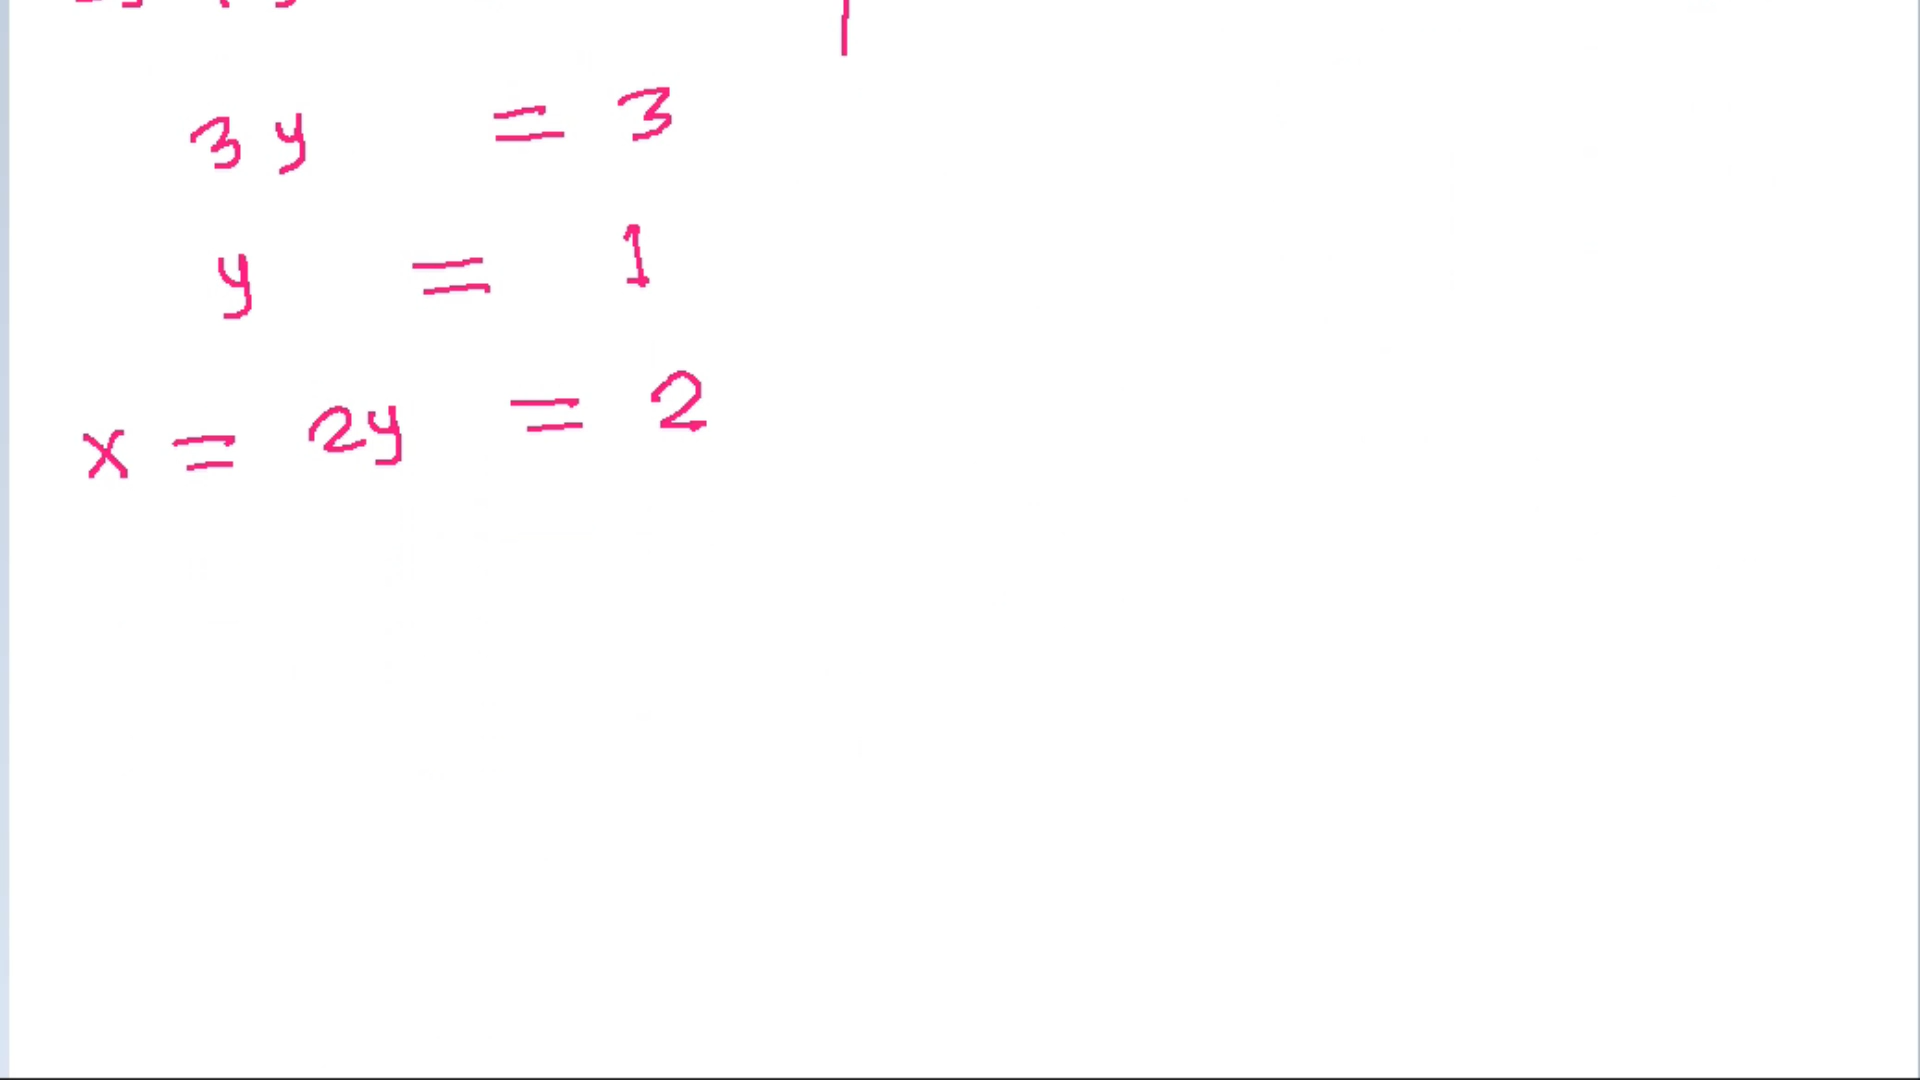 3y = 3
y = 1
x = 2y = 2